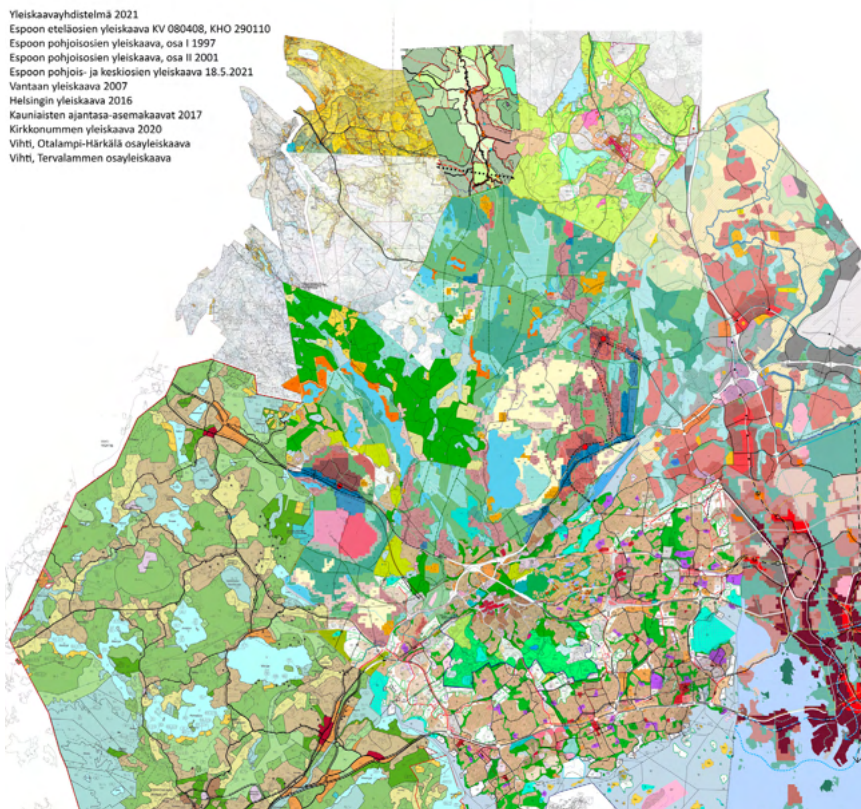 Yleiskaavayhdistelmä 2021
Espoon eteläosien yleiskaava KV 080408, KHO 290110
Espoon pohjoisosien yleiskaava, osa I 1997
Espoon pohjoisosien yleiskaava, osa II 2001
Espoon pohjois- ja keskiosien yleiskaava 18.5.2021
Vantaan yleiskaava 2007
Helsingin yleiskaava 2016
Kauniaisten ajantasa-asemakaavat 2017
Kirkkonummen yleiskaava 2020
Vihti, Otalampi-Härkälä osayleiskaava
Vihti, Tervalammen osayleiskaava